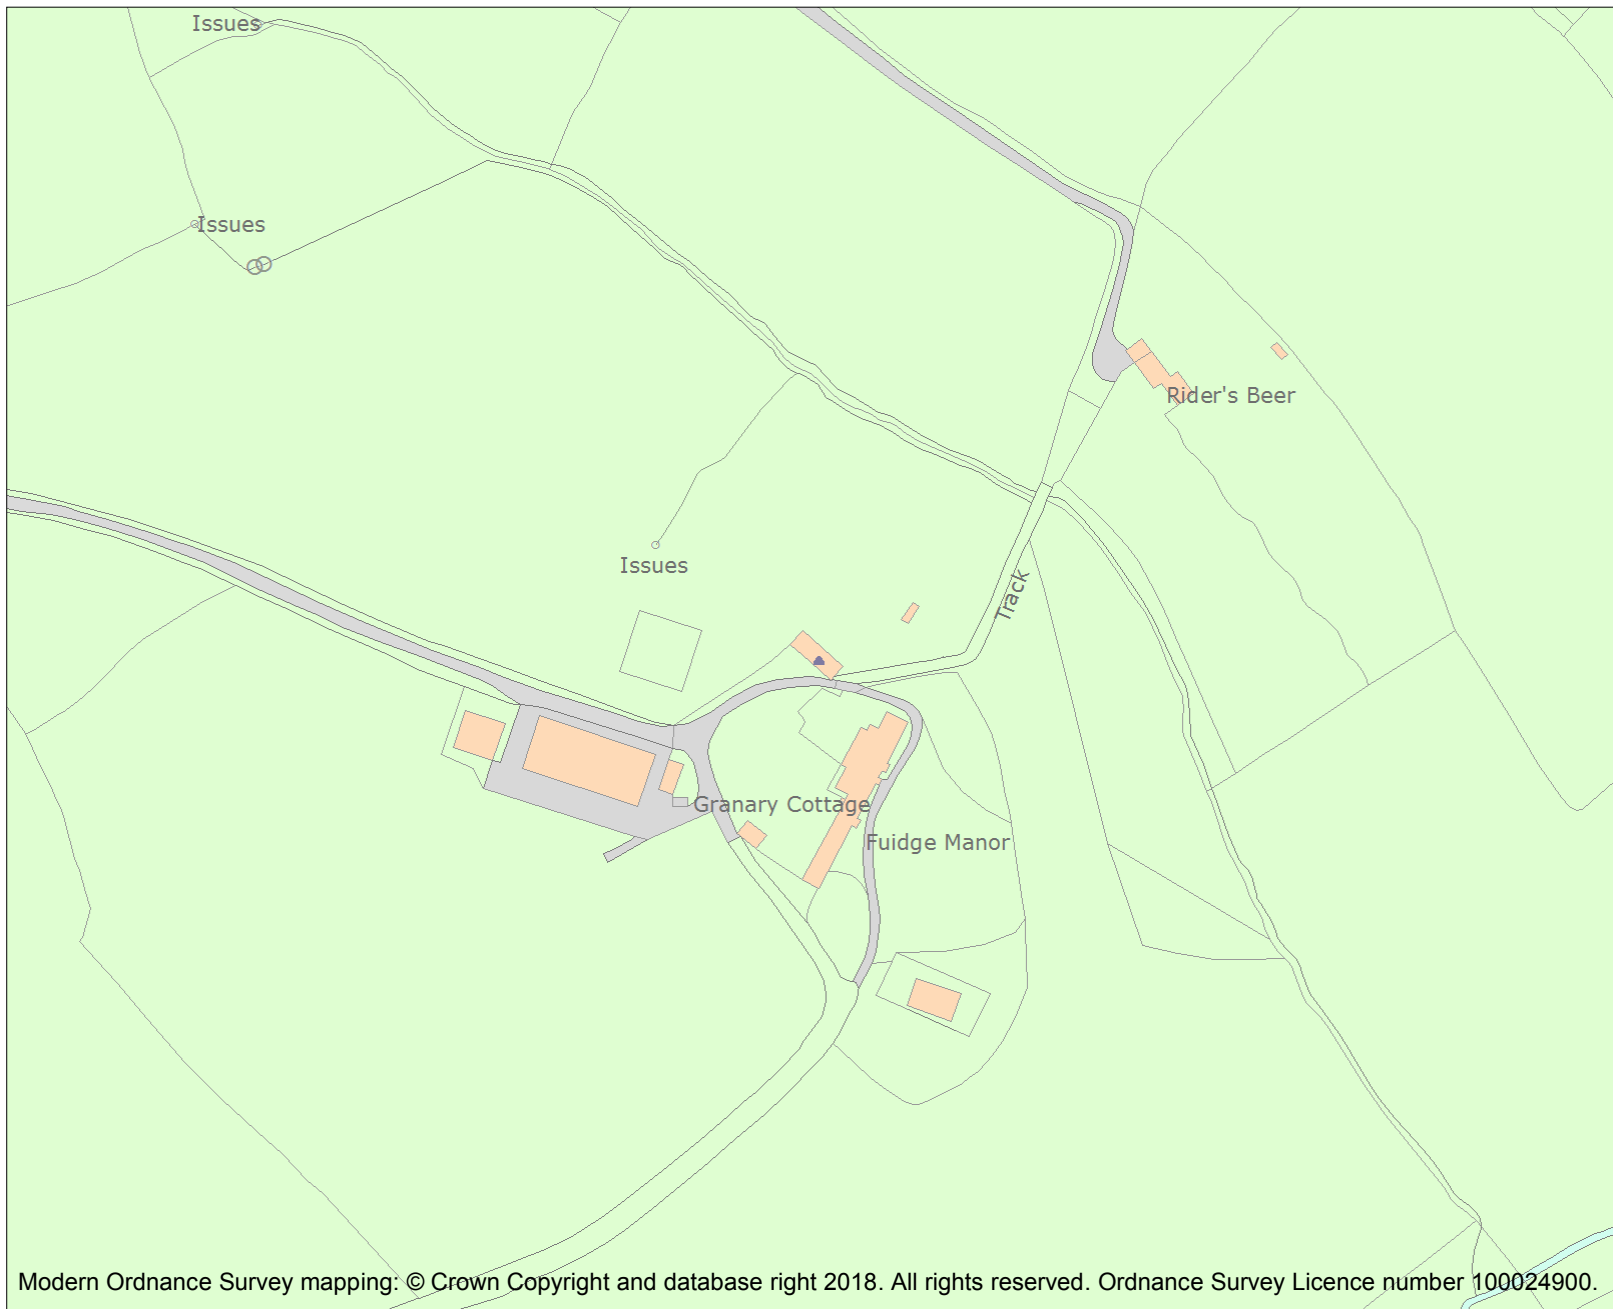 Issues
Issues
Rider's Beer
Issues
Track
Granary Cottage
Fuidge Manor
Modern Ordnance Survey mapping: © Crown Copyright and database right 2018. All rights reserved. Ordnance Survey Licence number 100024900.